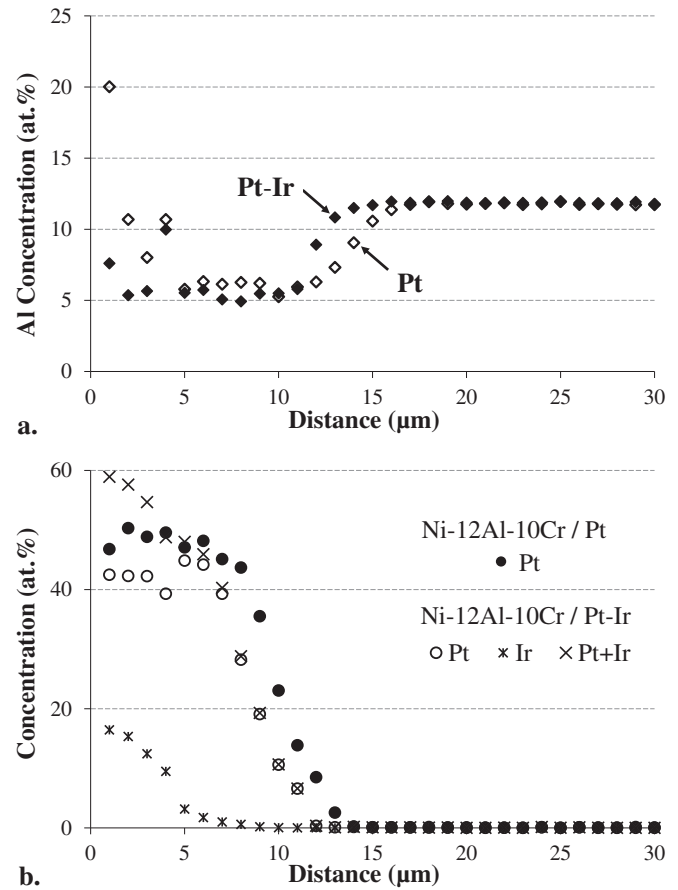 25
20
15
10
5
0
Al Concentration (at.%)
Pt-Ir
Pt
0 5 10 15 20 25 30
Distance (µm)
a.
60
40
20
0
Concentration (at.%)
Ni-12Al-10Cr / Pt
Pt
Ni-12Al-10Cr / Pt-Ir
Pt Ir Pt+Ir
0 5 10 15 20 25 30
Distance (µm)
b.